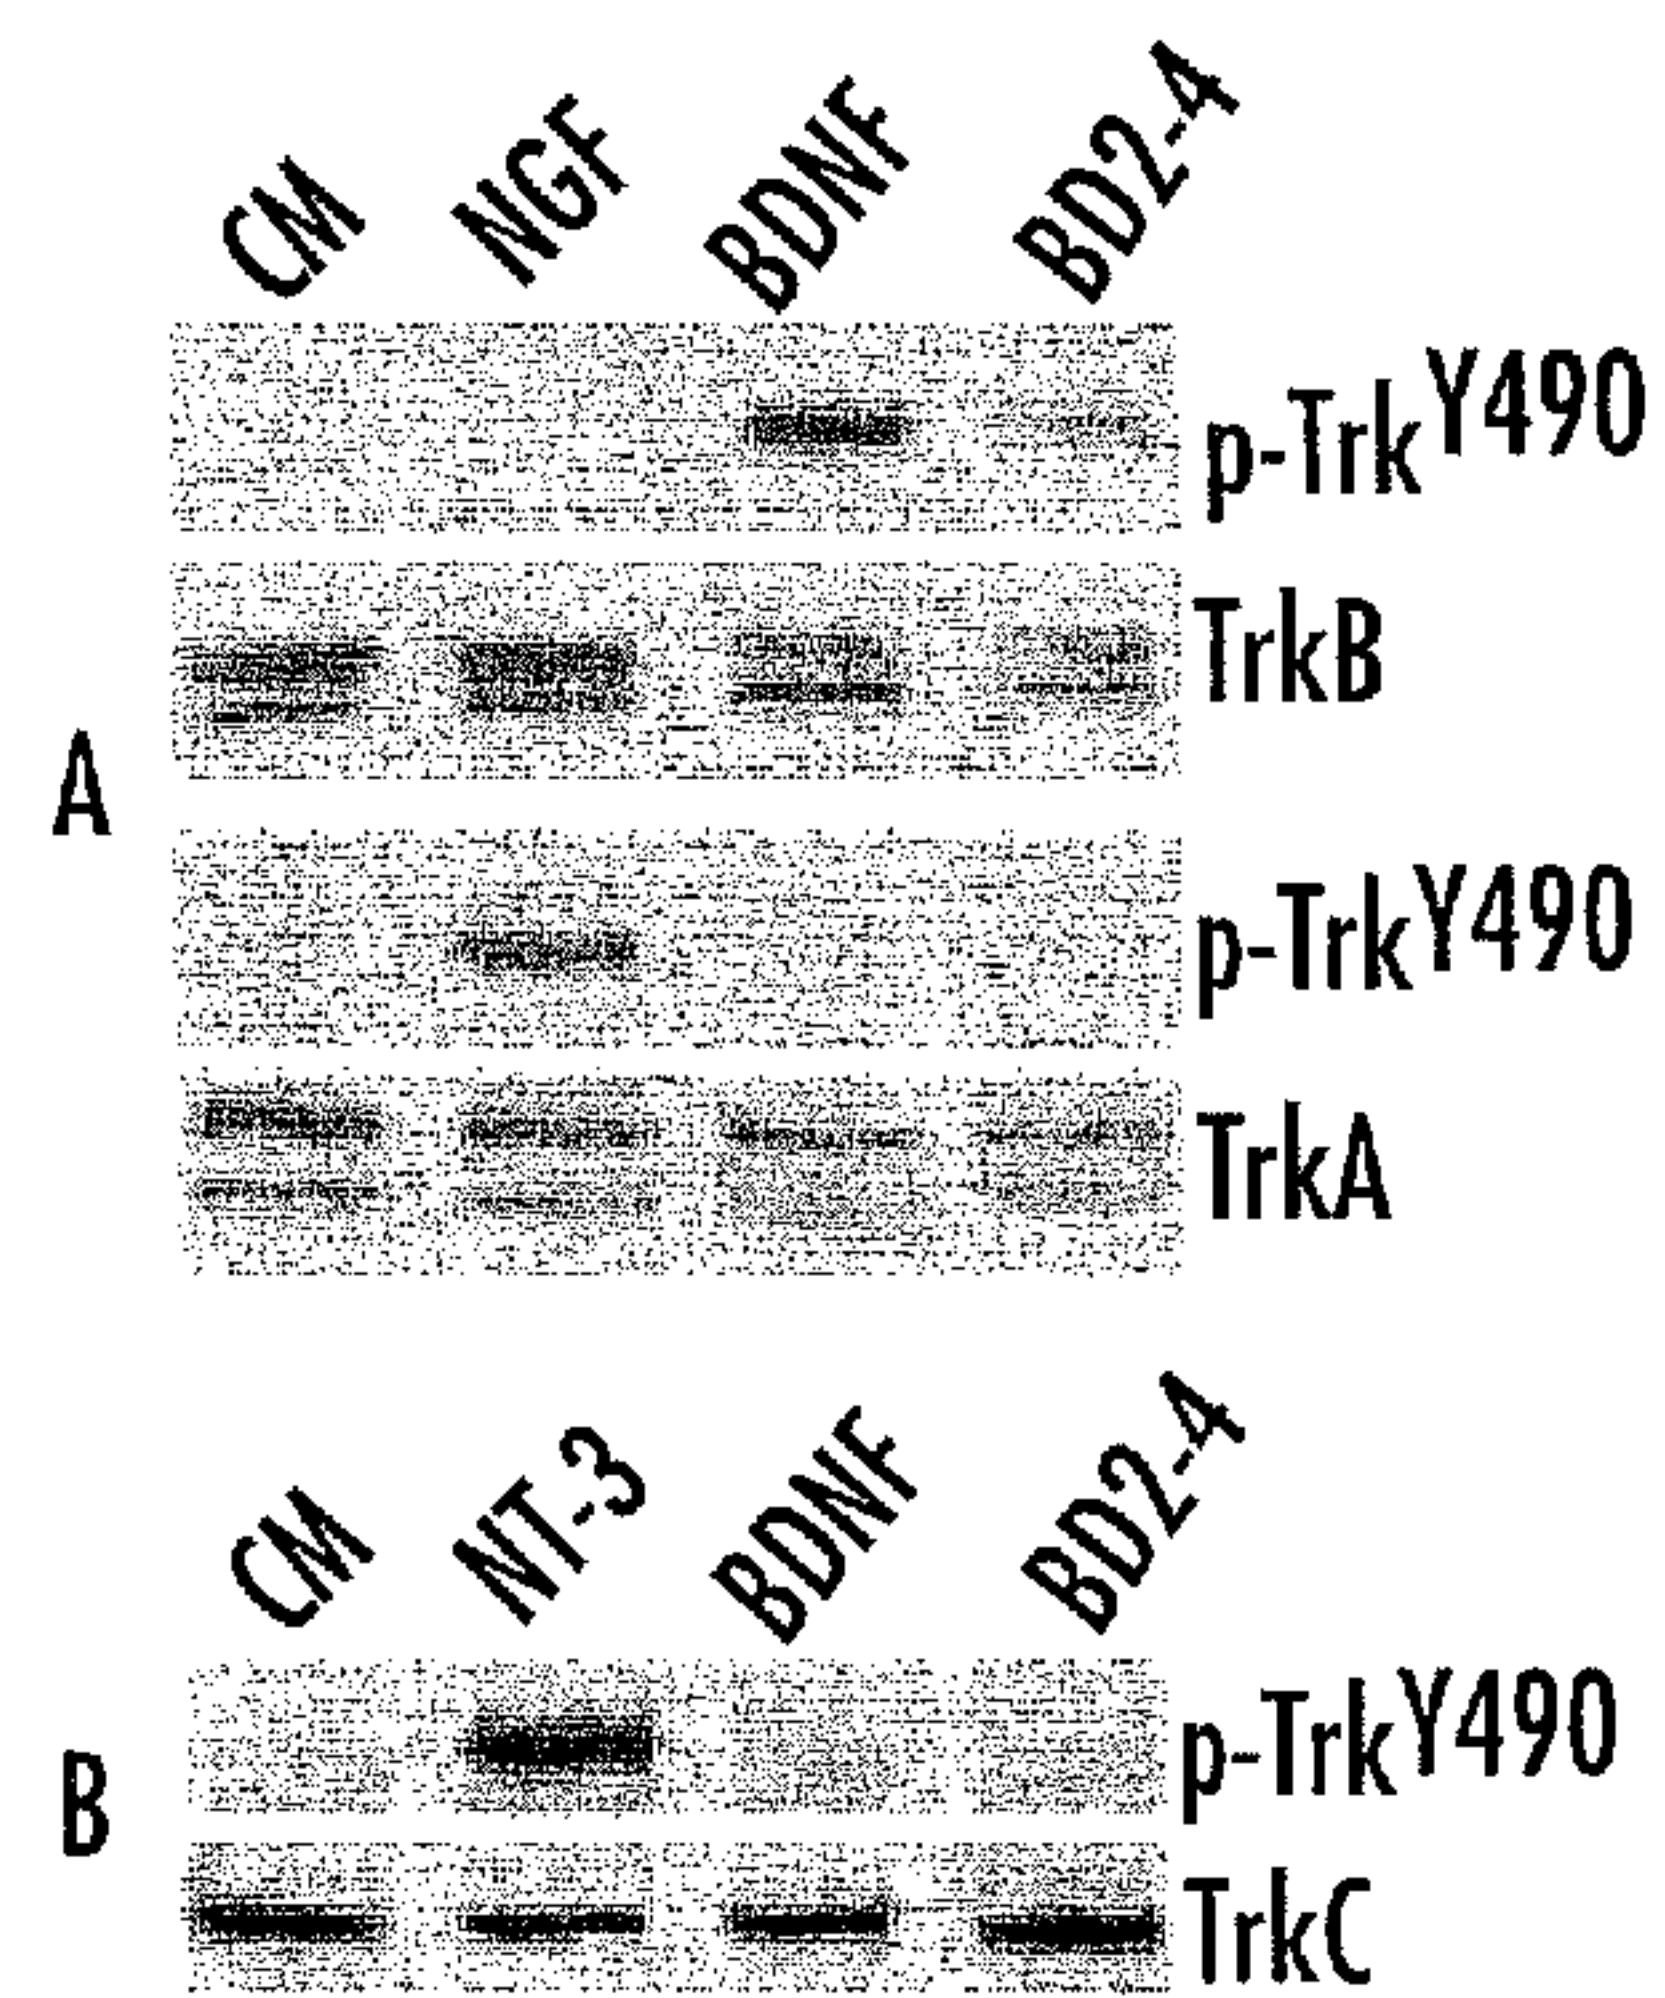 CM NGF BDNF BD2-4
p-TrkY490
TrkB
A
p-TrkY490
TrkA
CM NT-3 BDNF BD2-4
p-TrkY490
B
TrkC